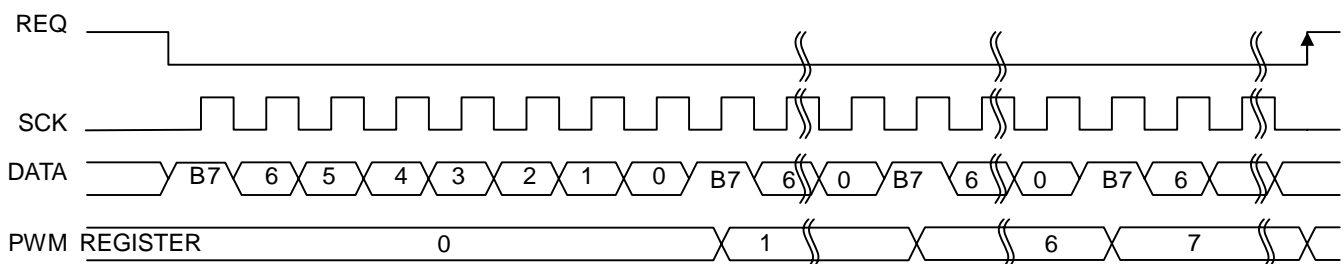 REQ
SCK
DATA B7 6 5 4 3 2 1 0 B7 6 0 B7 6 0 B7 6
PWM REGISTER 0 1 6 7